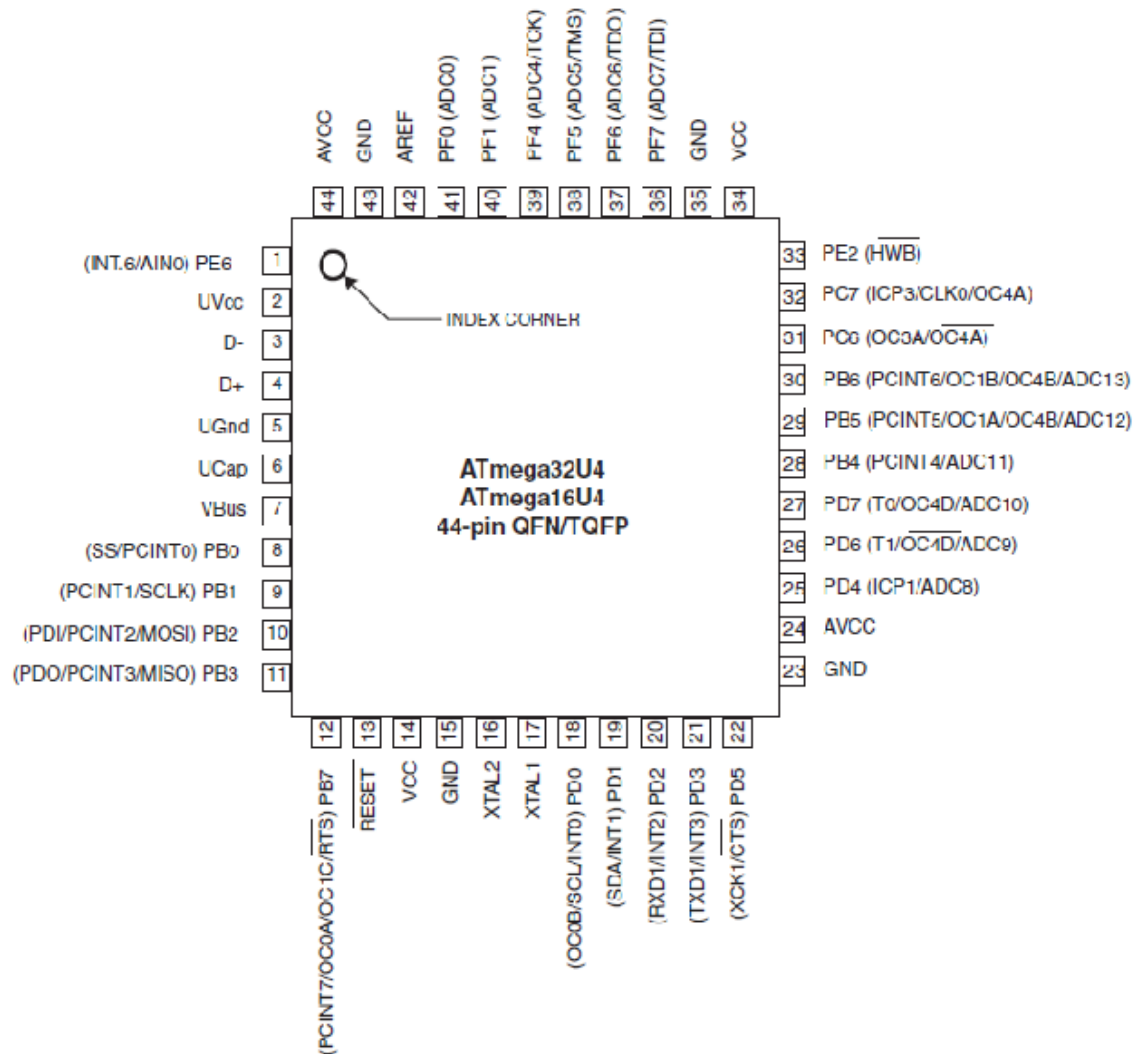 AVCC
GND
AREF
PF0 (ADC0)
PF1 (ADC1)
PF4 (ADC4/TCK)
PF5 (ADC5/TMS)
PF6 (ADC6/TDO)
PF7 (ADC7/TDI)
GND
VCC
44
43
42
41
40
39
38
37
36
35
34
(INT.6/AIN0) PE6 1
UVcc 2
D- 3
D+ 4
UGnd 5
UCap 6
VBus 7
(SS/PCINT0) PB0 8
(PCINT1/SCLK) PB1 9
(PDI/PCINT2/MOSI) PB2 10
(PDO/PCINT3/MISO) PB3 11
INDEX CORNER
ATmega32U4
ATmega16U4
44-pin QFN/TQFP
33 PE2 (HWB)
32 PC7 (ICP3/CLK0/OC4A)
31 PC6 (OC3A/OC4A)
30 PB6 (PCINT6/OC1B/OC4B/ADC13)
29 PB5 (PCINT5/OC1A/OC4B/ADC12)
28 PB4 (PCINT4/ADC11)
27 PD7 (T0/OC4D/ADC10)
26 PD6 (T1/OC4D/ADC9)
25 PD4 (ICP1/ADC8)
24 AVCC
23 GND
12
13
14
15
16
17
18
19
20
21
22
(PCINT7/OC0A/OC1C/RTS) PB7
RESET
VCC
GND
XTAL2
XTAL1
(OC0B/SCL/INT0) PD0
(SDA/INT1) PD1
(RXD1/INT2) PD2
(TXD1/INT3) PD3
(XCK1/CTS) PD5